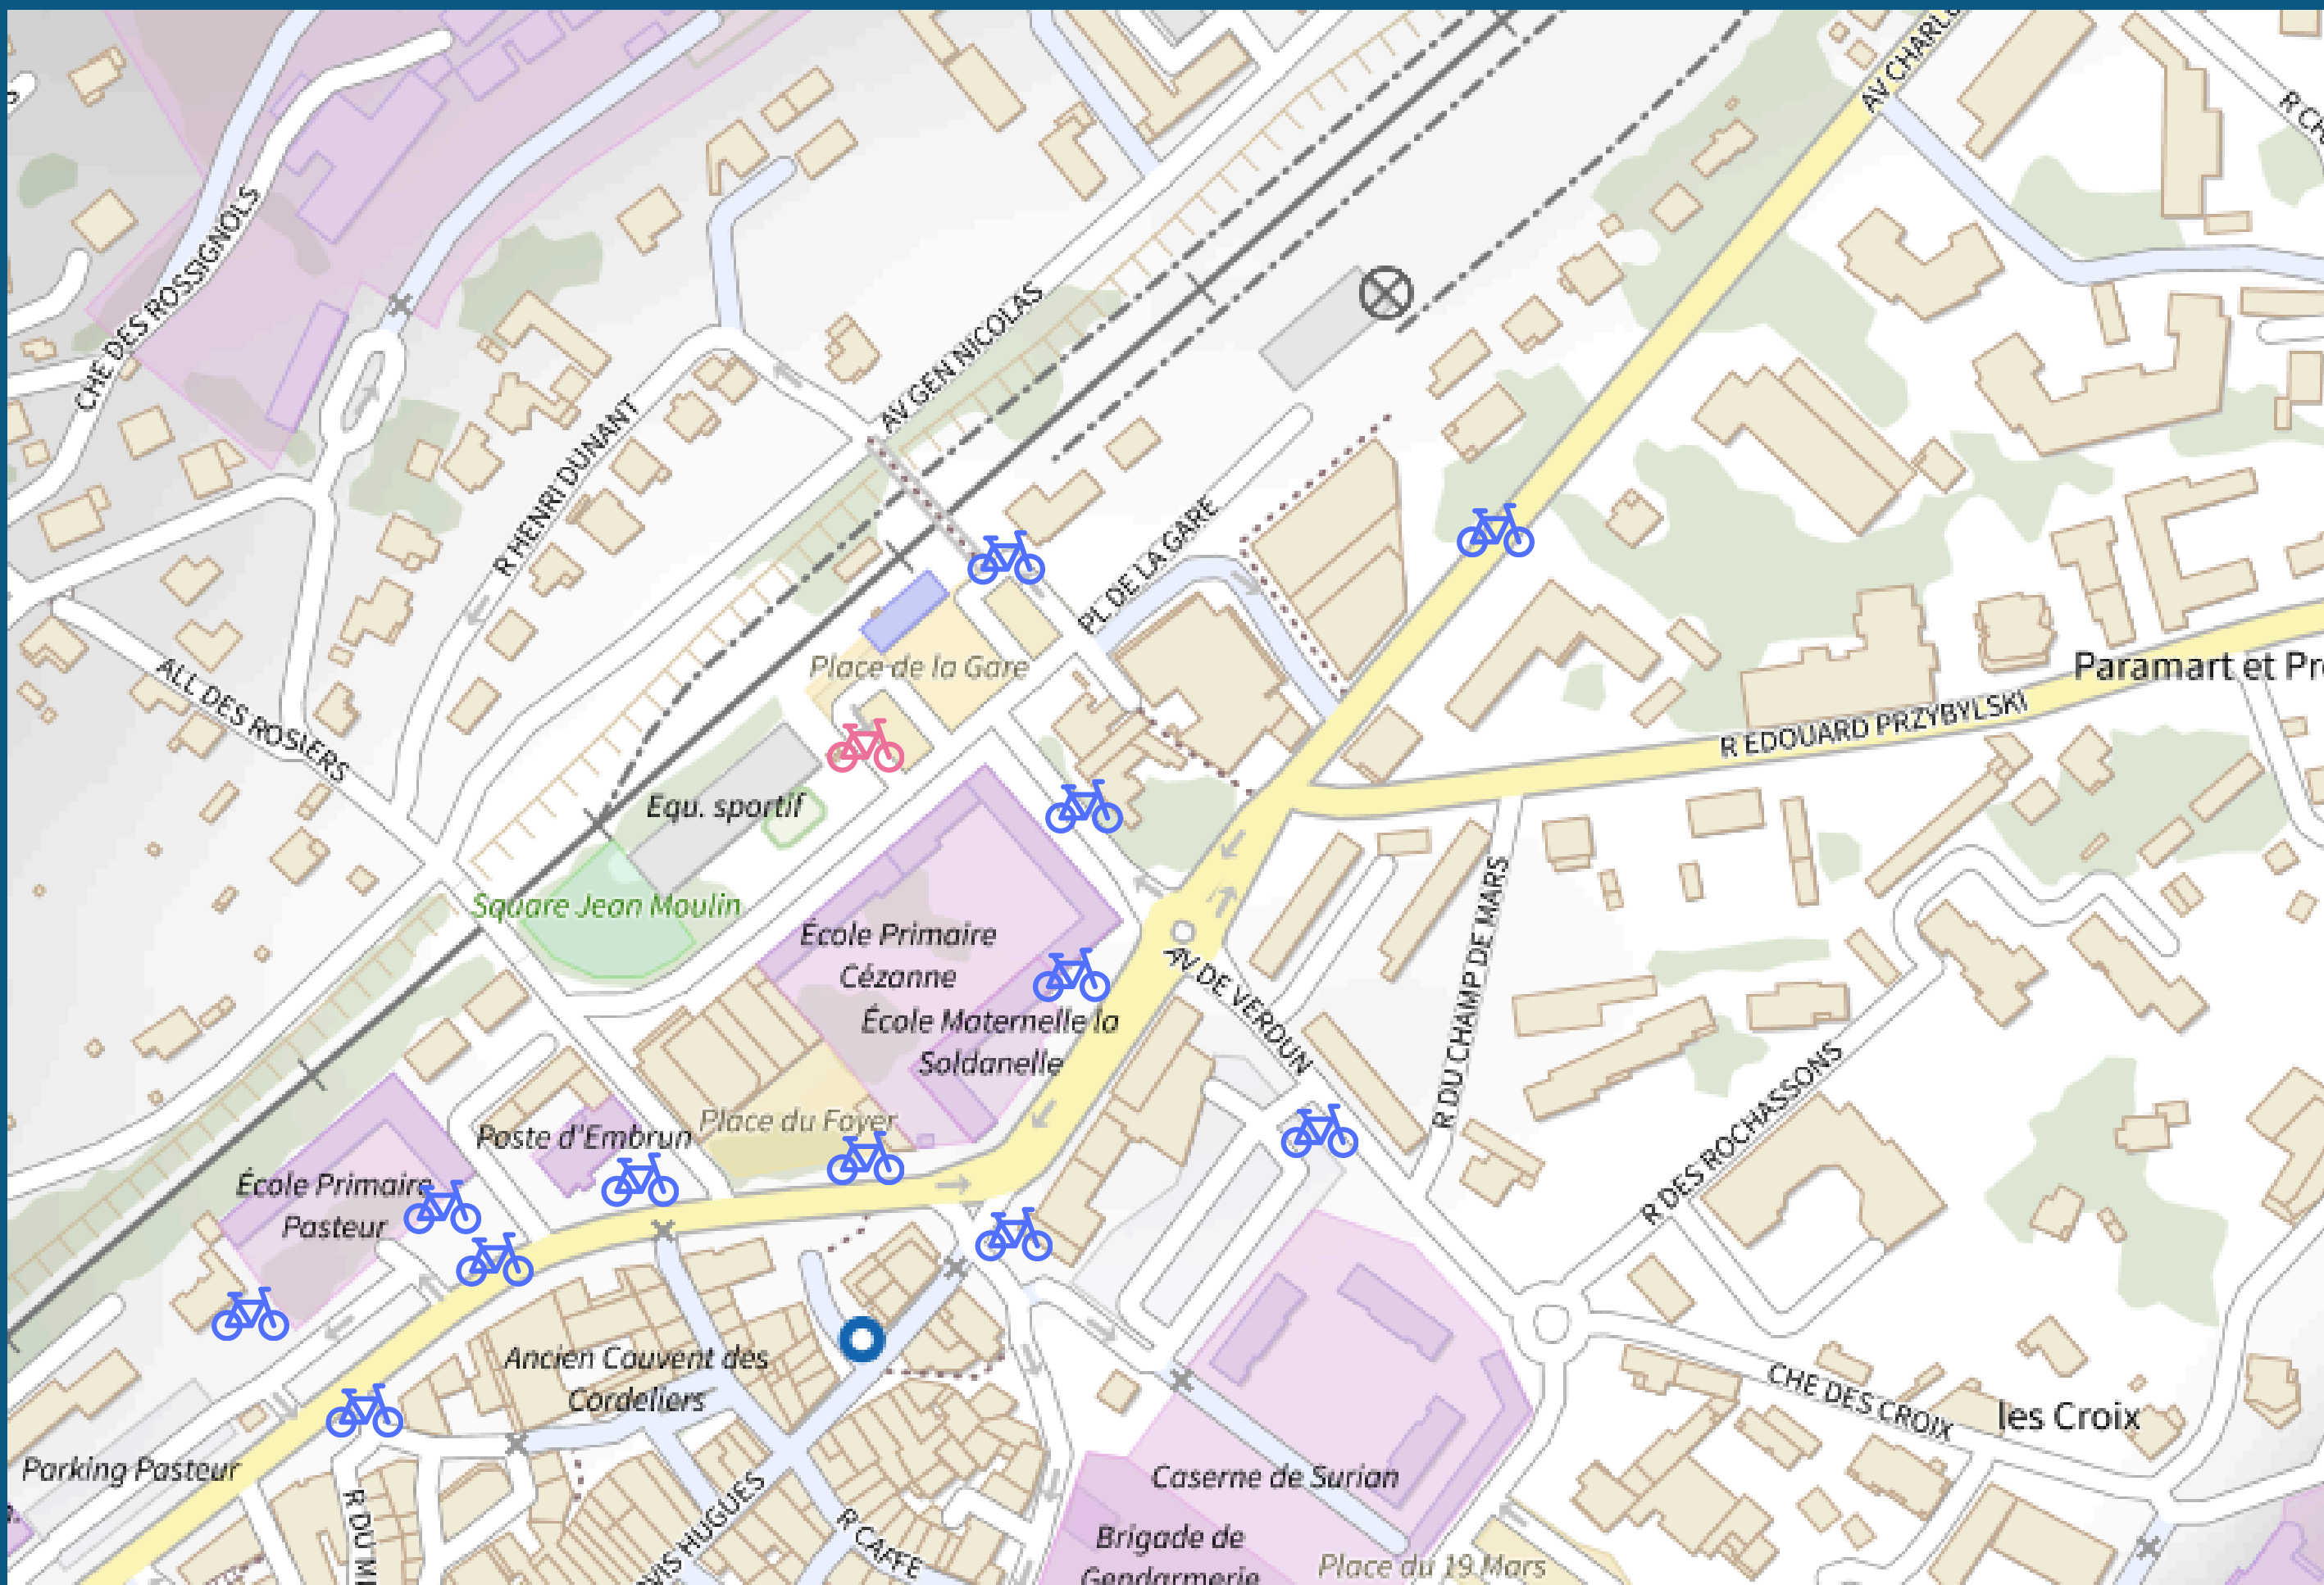 AV CHARL
R CH
CHE DES ROSSIGNOLS
AV GEN NICOLAS
R HENRI DUNANT
PL DE LA GARE
Place de la Gare
Paramart et Pr
ALL DES ROSIERS
R EDOUARD PRZYBYLSKI
Equ. sportif
Square Jean Moulin
École Primaire
Cézanne
AV DE VERDUN
R DU CHAMP DE MARS
École Maternelle la
Soldanelle
Place du Foyer
Poste d'Embrun
R DES ROCHASSONS
École Primaire
Pasteur
Ancien Couvent des
Cordeliers
CHE DES CROIX
les Croix
Parking Pasteur
Caserne de Surian
R DU MI
VIS HUGUES
R CAFFE
Brigade de
Gendarmerie
Place du 19 Mars